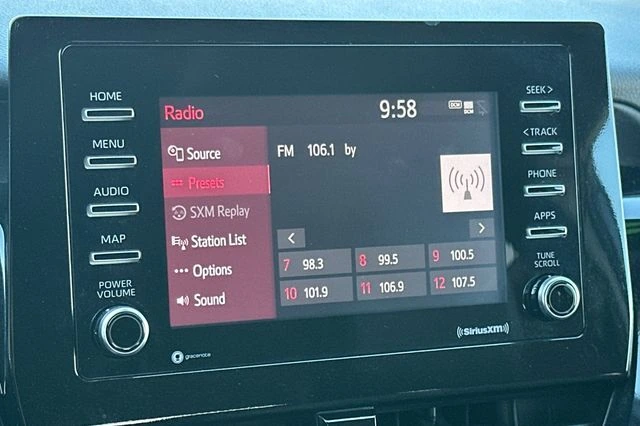 HOME
MENU
AUDIO
MAP
POWER
VOLUME
Radio
9:58
DCM
DCM
Source
Presets
SXM Replay
Station List
Options
Sound
FM 106.1 by
<
>
7 98.3
8 99.5
9 100.5
10 101.9
11 106.9
12 107.5
SEEK >
< TRACK
PHONE
APPS
TUNE
SCROLL
gracenote
SiriusXM